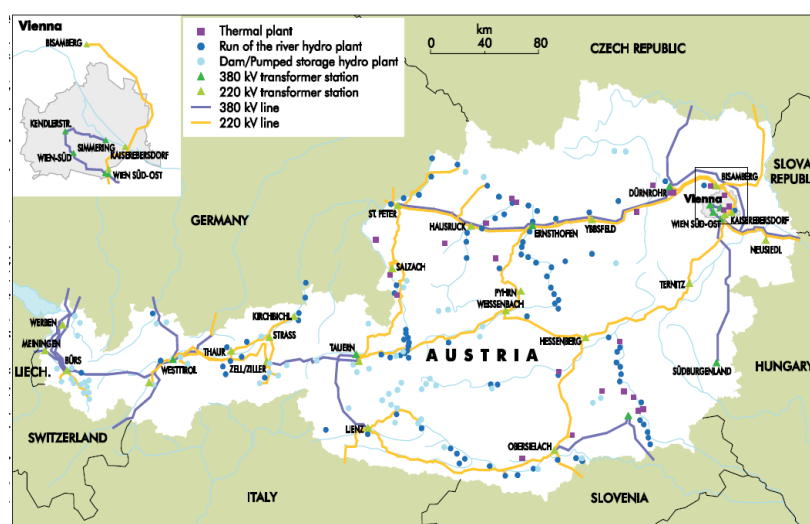 Vienna
BISAMBERG
KENDLERSTR.
SIMMERING
WIEN-SÜD
KAISEREBERSDORF
WIEN SÜD-OST
Thermal plant
Run of the river hydro plant
Dam/Pumped storage hydro plant
380 kV transformer station
220 kV transformer station
380 kV line
220 kV line
km
0 40 80
CZECH REPUBLIC
SLOVA
REPUBL
GERMANY
DÜRNROHR
BISAMBERG
Vienna
WIEN SÜD-OST
KAISEREBERSDORF
NEUSIEDL
ST. PETER
HAUSRUCK
ERNSTHOFEN
YBBSFELD
SALZACH
TERNITZ
PYHRN
WEISSENBACH
KIRCHBICHL
WERBEN
MEININGEN
BÜRS
LIECH.
STRASS
THAUR
WESTTIROL
ZELL/ZILLER
TAUERN
AUSTRIA
HESSENBERG
SÜDBURGENLAND
HUNGARY
SWITZERLAND
LIENZ
OBERSIELACH
ITALY
SLOVENIA